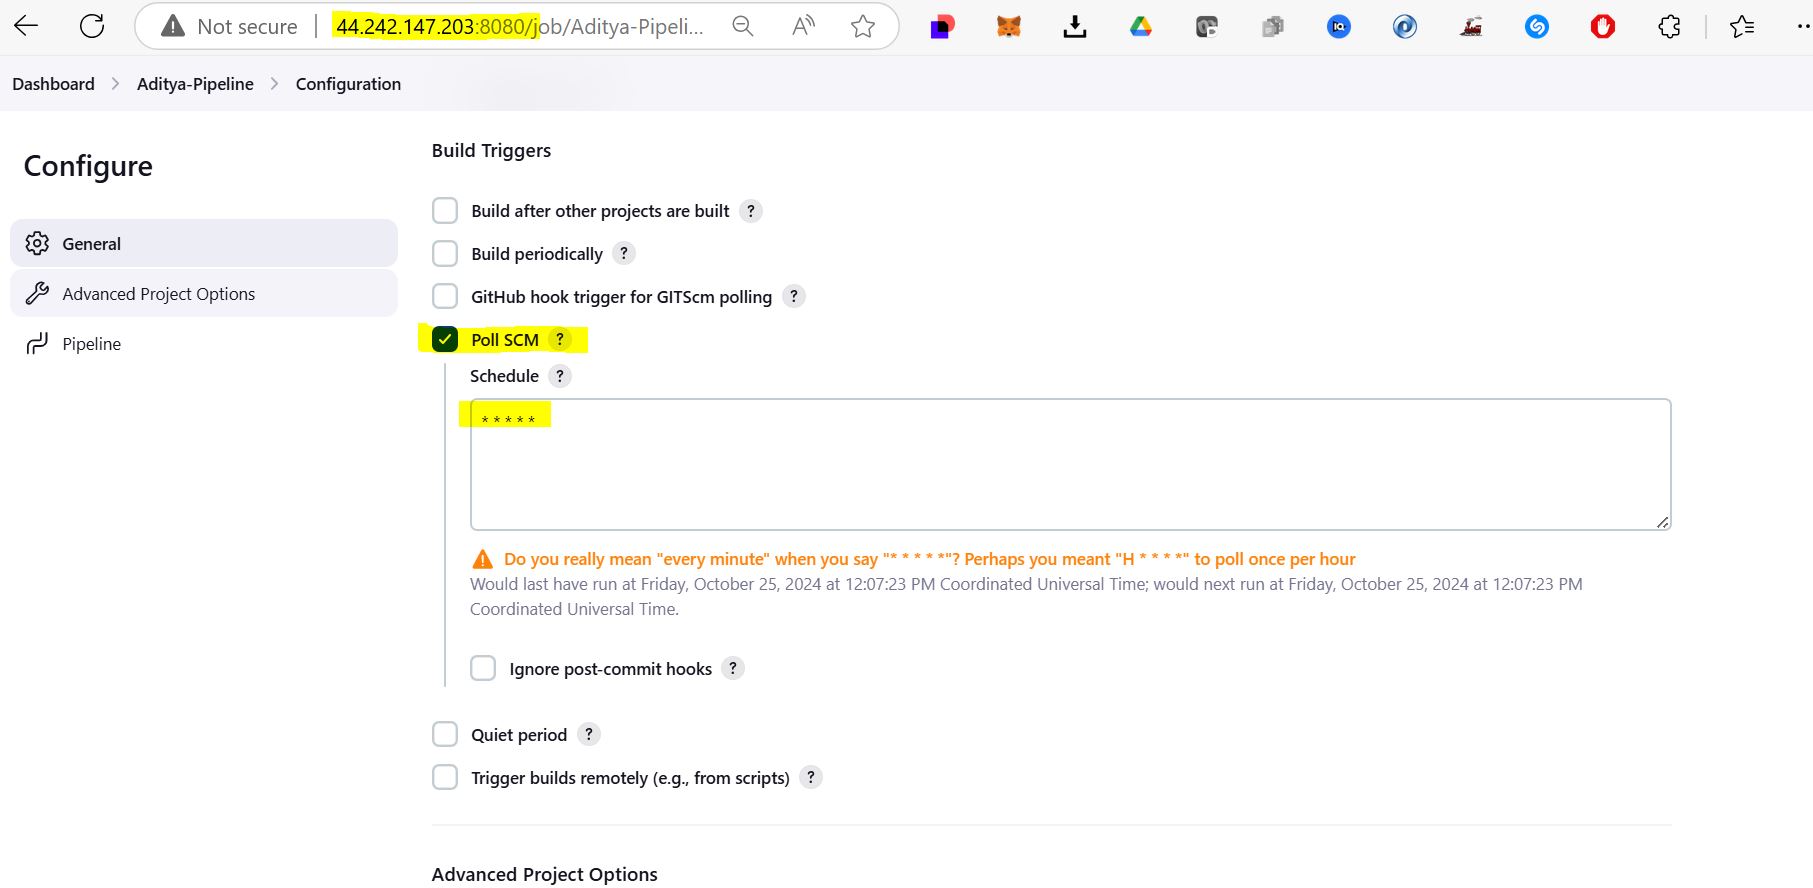 Not secure 44.242.147.203:8080/job/Aditya-Pipeli...
Dashboard > Aditya-Pipeline > Configuration
Configure
General
Advanced Project Options
Pipeline
Build Triggers
Build after other projects are built ?
Build periodically ?
GitHub hook trigger for GITScm polling ?
Poll SCM ?
Schedule ?
* * * * *
Do you really mean "every minute" when you say "* * * * *"? Perhaps you meant "H * * * *" to poll once per hour
Would last have run at Friday, October 25, 2024 at 12:07:23 PM Coordinated Universal Time; would next run at Friday, October 25, 2024 at 12:07:23 PM
Coordinated Universal Time.
Ignore post-commit hooks ?
Quiet period ?
Trigger builds remotely (e.g., from scripts) ?
Advanced Project Options